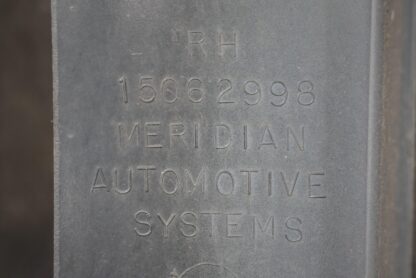 RH
15062998
MERIDIAN
AUTOMOTIVE
SYSTEMS